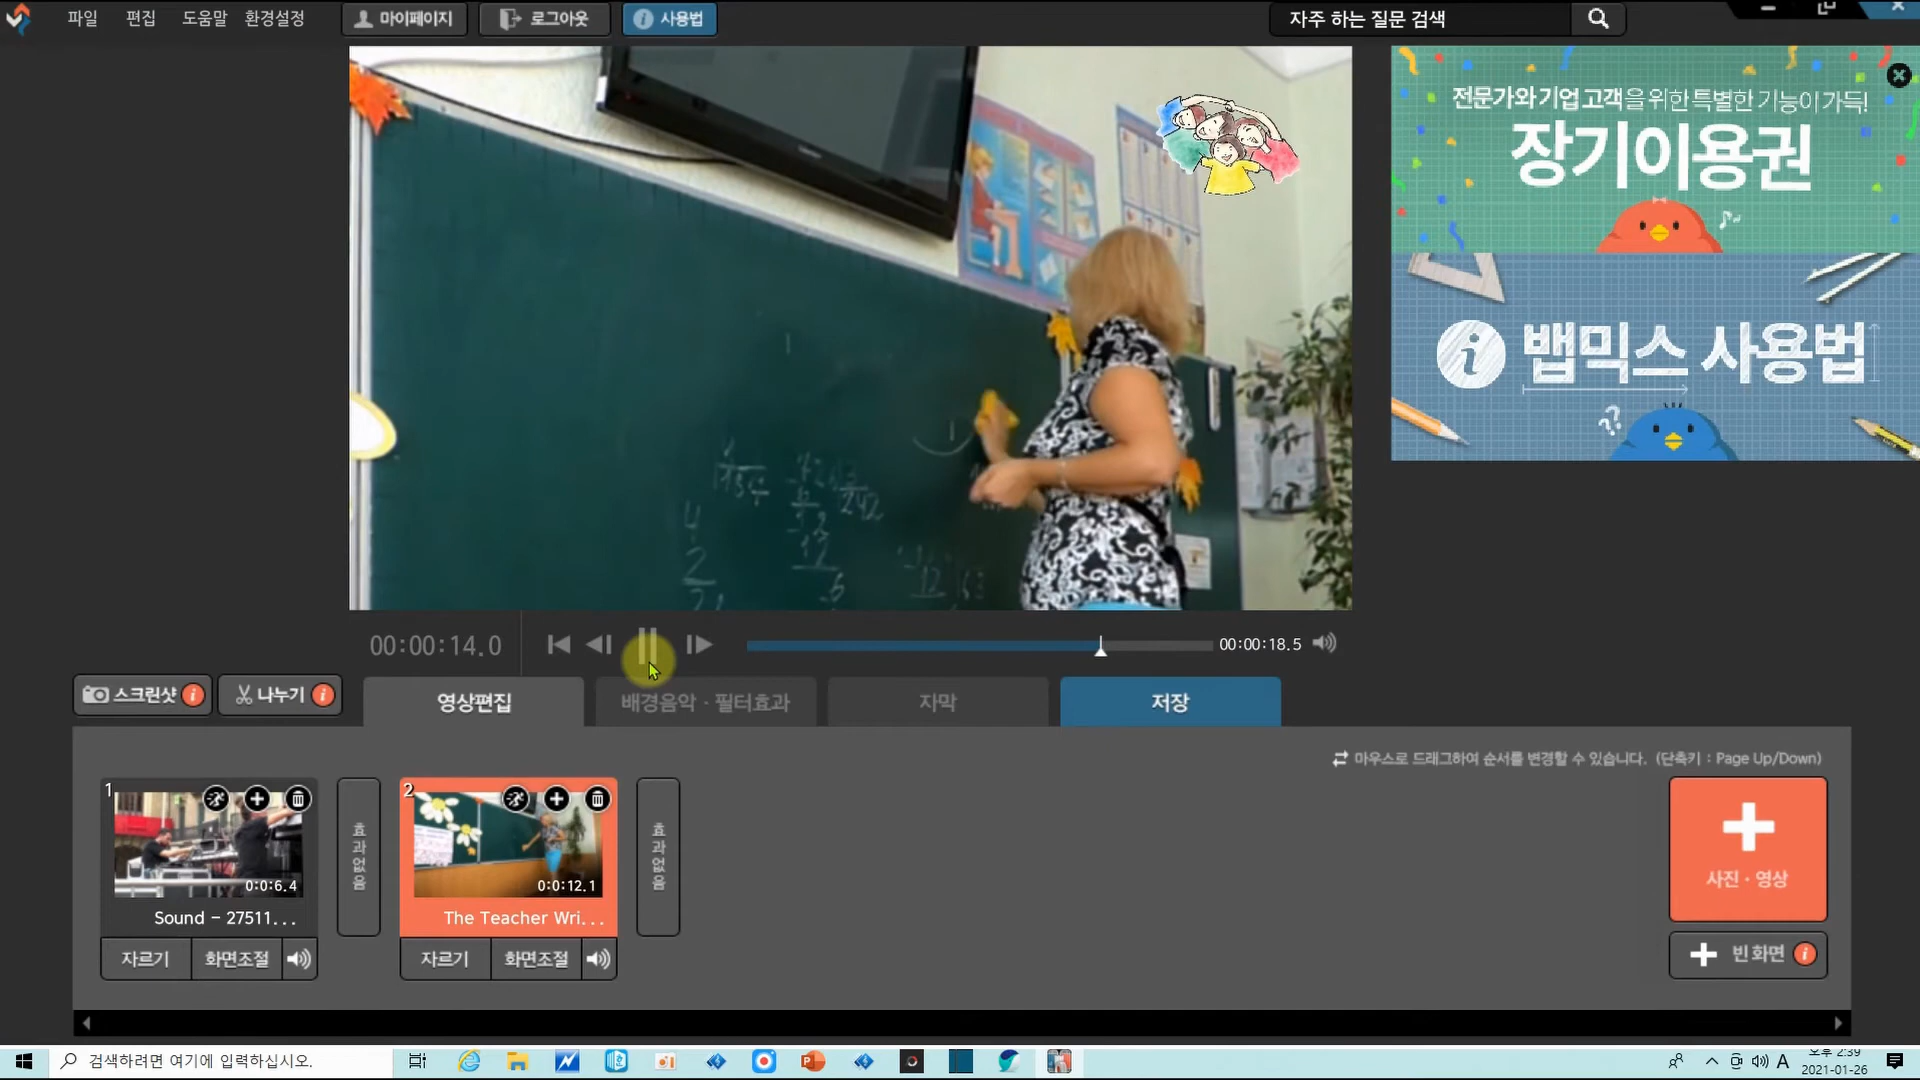 파일 편집 도움말 환경설정 마이페이지 로그아웃 사용법 자주 하는 질문 검색
전문가와 기업 고객을 위한 특별한 기능이 가득!
장기이용권
뱁믹스 사용법
??
00:00:14.0 00:00:18.5
스크린샷 나누기 영상편집 배경음악 · 필터효과 자막 저장
마우스로 드래그하여 순서를 변경할 수 있습니다. (단축키 : Page Up/Down)
1 2
효과없음 효과없음
0:0:6.4 0:0:12.1
사진 · 영상
Sound - 27511... The Teacher Wri...
자르기 화면조절 자르기 화면조절
빈 화면
검색하려면 여기에 입력하십시오.
A 오후 2:39
2021-01-26